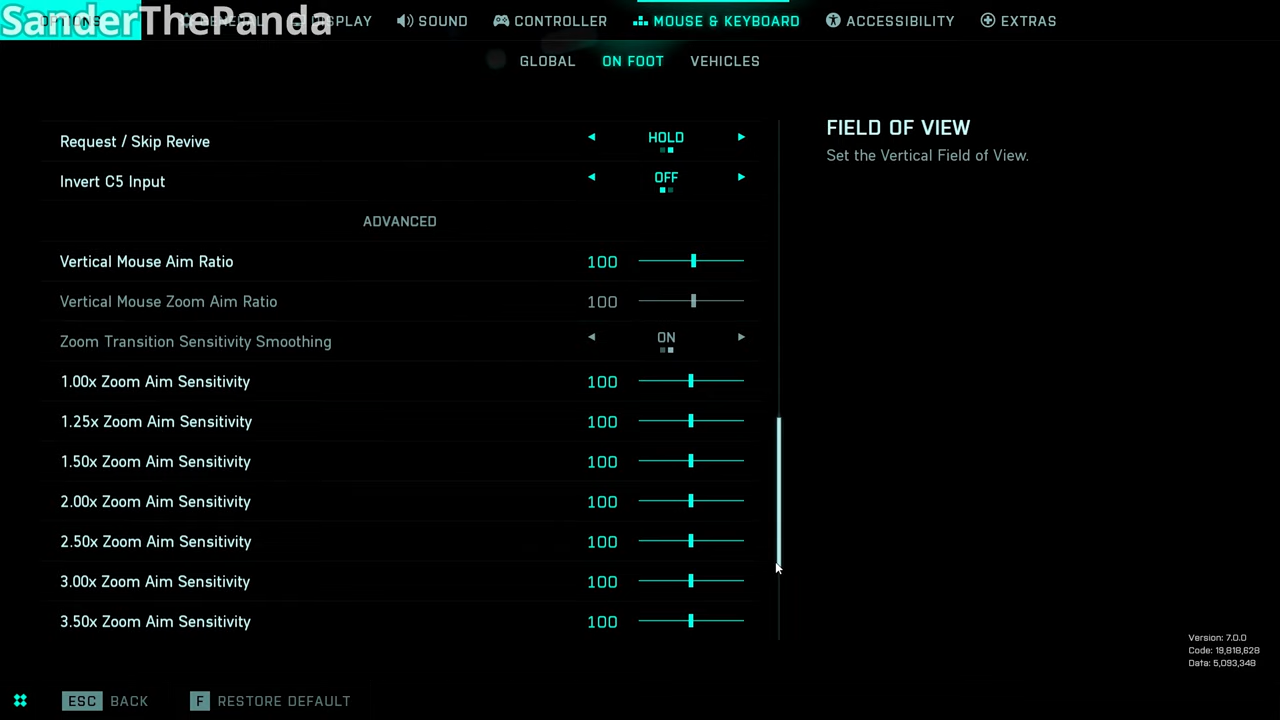 SanderThePanda
DISPLAY
SOUND
CONTROLLER
MOUSE & KEYBOARD
ACCESSIBILITY
EXTRAS
GLOBAL
ON FOOT
VEHICLES
Request / Skip Revive
HOLD
FIELD OF VIEW
Set the Vertical Field of View.
Invert C5 Input
OFF
ADVANCED
Vertical Mouse Aim Ratio
100
Vertical Mouse Zoom Aim Ratio
100
Zoom Transition Sensitivity Smoothing
ON
1.00x Zoom Aim Sensitivity
100
1.25x Zoom Aim Sensitivity
100
1.50x Zoom Aim Sensitivity
100
2.00x Zoom Aim Sensitivity
100
2.50x Zoom Aim Sensitivity
100
3.00x Zoom Aim Sensitivity
100
3.50x Zoom Aim Sensitivity
100
Version: 7.0.0
Code: 19,818,628
Data: 5,093,348
ESC BACK
F RESTORE DEFAULT